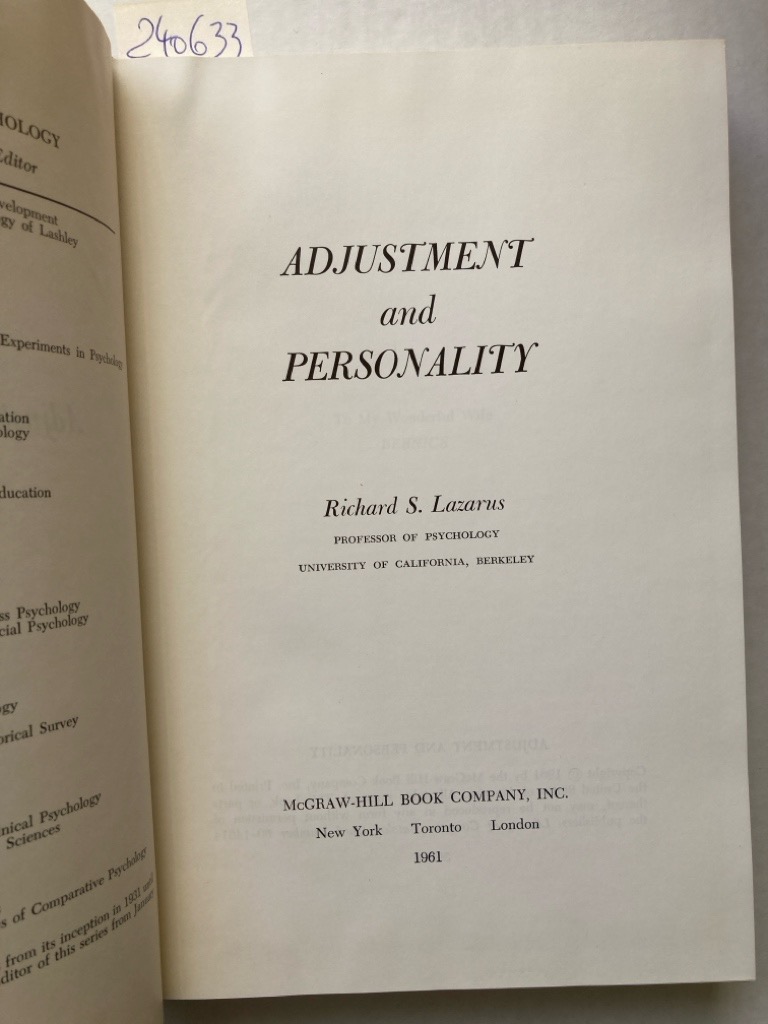 240633
OLOGY
Editor
velopment
gy of Lashley
Experiments in Psychology
ation
ology
ducation
ss Psychology
cial Psychology
gy
orical Survey
nical Psychology
Sciences
s of Comparative Psychology
from its inception in 1931 until
ditor of this series from January
ADJUSTMENT
and
PERSONALITY
Richard S. Lazarus
PROFESSOR OF PSYCHOLOGY
UNIVERSITY OF CALIFORNIA, BERKELEY
McGRAW-HILL BOOK COMPANY, INC.
New York Toronto London
1961